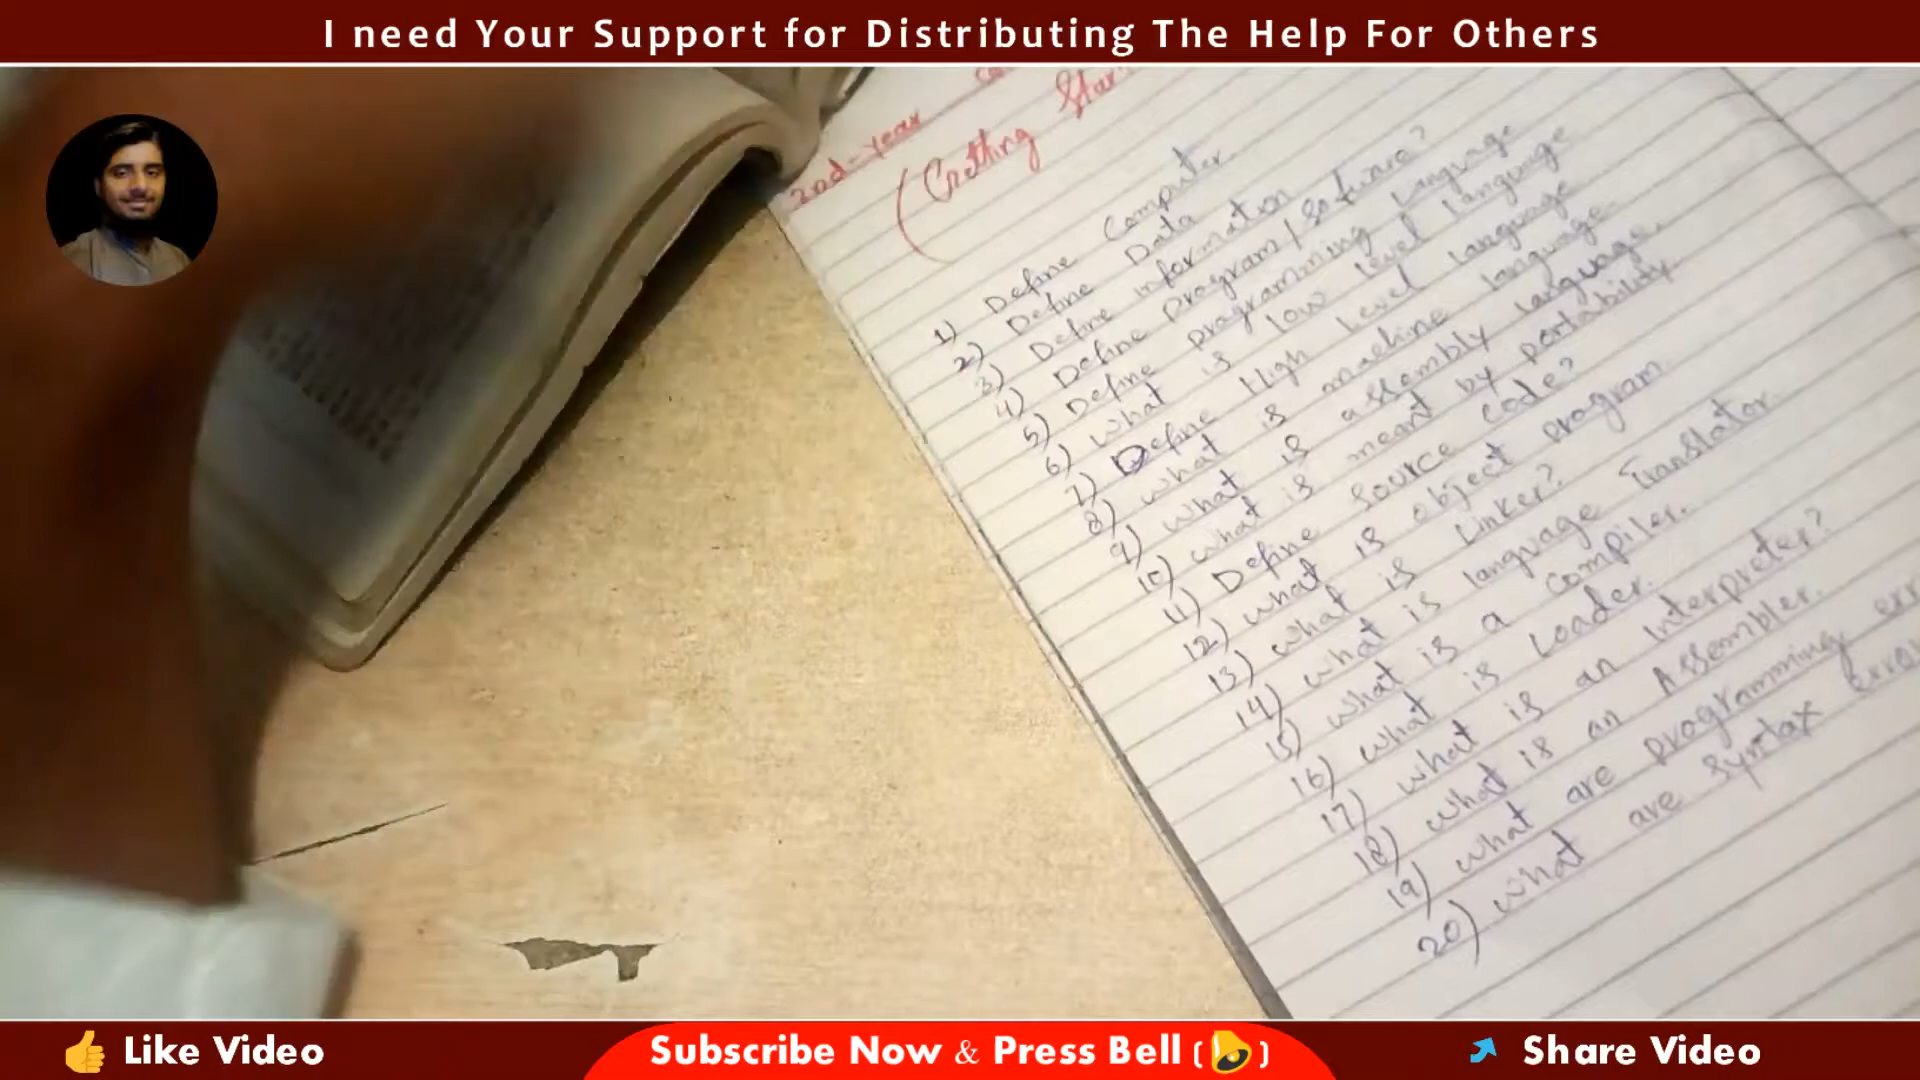 I need Your Support for Distributing The Help For Others
2nd-year
(Getting Star
1) Define Computer.
2) Define Data
3) Define information
4) Define program/software?
5) Define programming language
6) what is low level language
7) Define High level language
8) what is machine language.
9) what is assembly language.
10) what is meant by portability.
11) Define source code?
12) what is object program
13) what is Linker?
14) what is language Translator.
15) what is a compiler.
16) what is Loader.
17) what is an interpreter?
18) what is an Assembler.
19) what are programming err
20) what are syntax error
Like Video
Subscribe Now & Press Bell ( )
Share Video